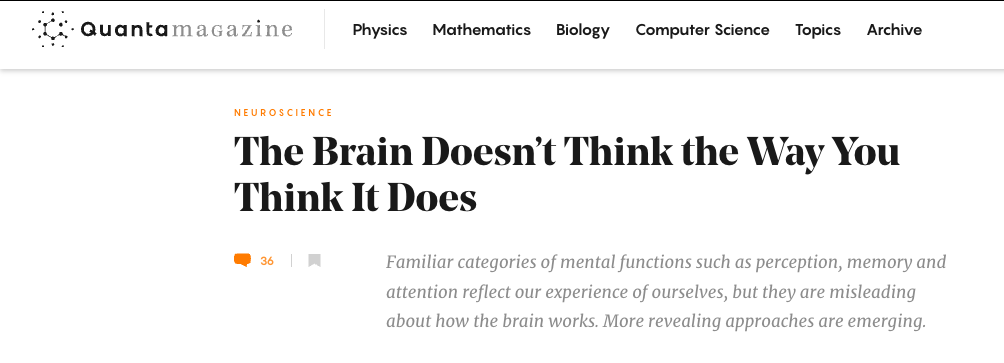 Quantamagazine Physics Mathematics Biology Computer Science Topics Archive
NEUROSCIENCE
The Brain Doesn't Think the Way You
Think It Does
36
Familiar categories of mental functions such as perception, memory and
attention reflect our experience of ourselves, but they are misleading
about how the brain works. More revealing approaches are emerging.